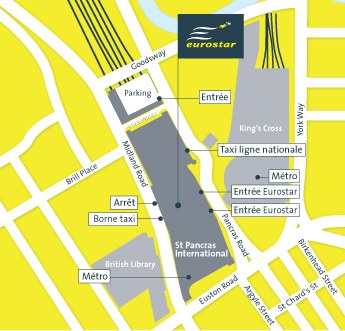 eurostar
Goodsway
Parking
Entrée
York Way
King's Cross
Taxi ligne nationale
Midland Road
Brill Place
Métro
Entrée Eurostar
Arrêt
Entrée Eurostar
Borne taxi
Pancras Road
St Pancras
International
Birkenhead Street
British Library
Métro
Euston Road
Argyle Street
St Chard's St